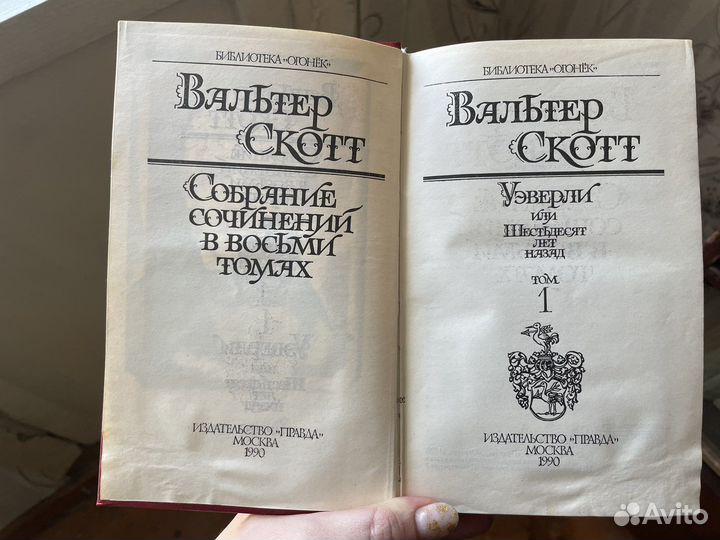 БИБЛИОТЕКА «ОГОНЁК»
ВАЛЬТЕР
СКОТТ
СОБРАНИЕ
СОЧИНЕНИЙ
В ВОСЬМИ
ТОМАХ
ИЗДАТЕЛЬСТВО «ПРАВДА»
МОСКВА
1990
БИБЛИОТЕКА «ОГОНЁК»
ВАЛЬТЕР
СКОТТ
УЭВЕРЛИ
ИЛИ
ШЕСТЬДЕСЯТ
ЛЕТ
НАЗАД
ТОМ
1
ИЗДАТЕЛЬСТВО «ПРАВДА»
МОСКВА
1990
Avito